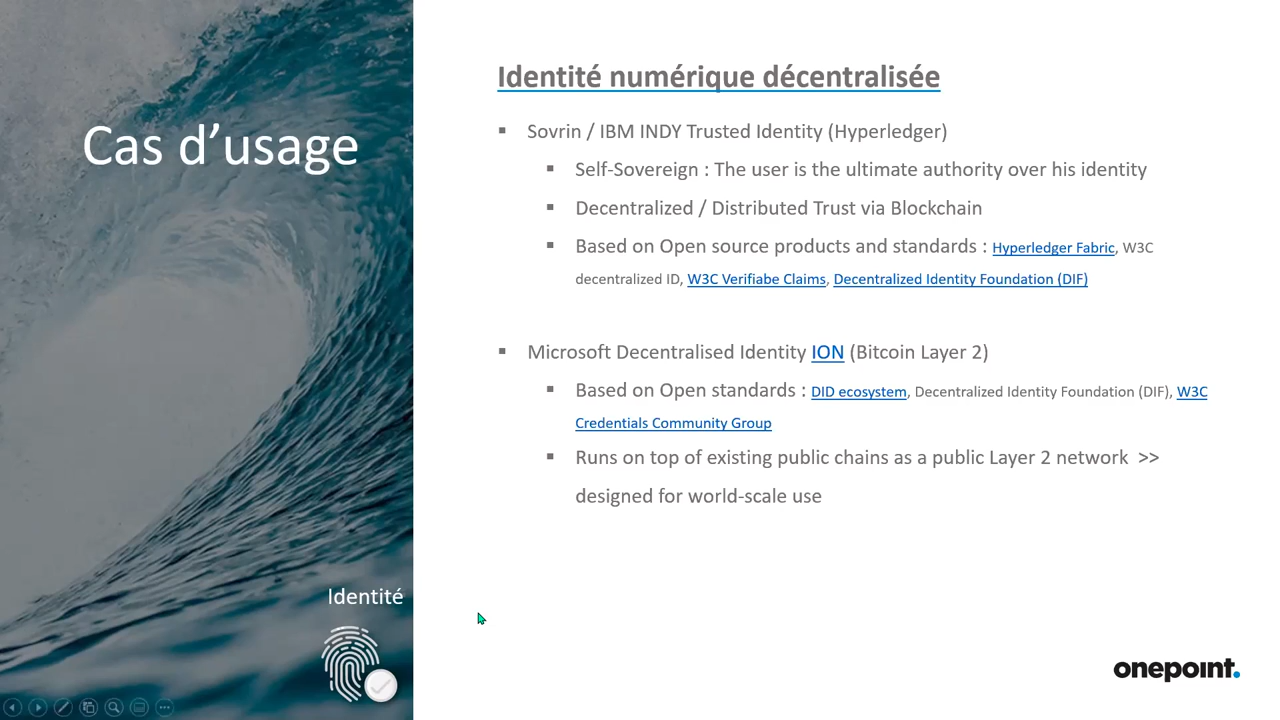 Cas d’usage
Identité
Identité numérique décentralisée
▪ Sovrin / IBM INDY Trusted Identity (Hyperledger)
▪ Self-Sovereign : The user is the ultimate authority over his identity
▪ Decentralized / Distributed Trust via Blockchain
▪ Based on Open source products and standards : Hyperledger Fabric, W3C
decentralized ID, W3C Verifiabe Claims, Decentralized Identity Foundation (DIF)
▪ Microsoft Decentralised Identity ION (Bitcoin Layer 2)
▪ Based on Open standards : DID ecosystem, Decentralized Identity Foundation (DIF), W3C
Credentials Community Group
▪ Runs on top of existing public chains as a public Layer 2 network >>
designed for world-scale use
onepoint.